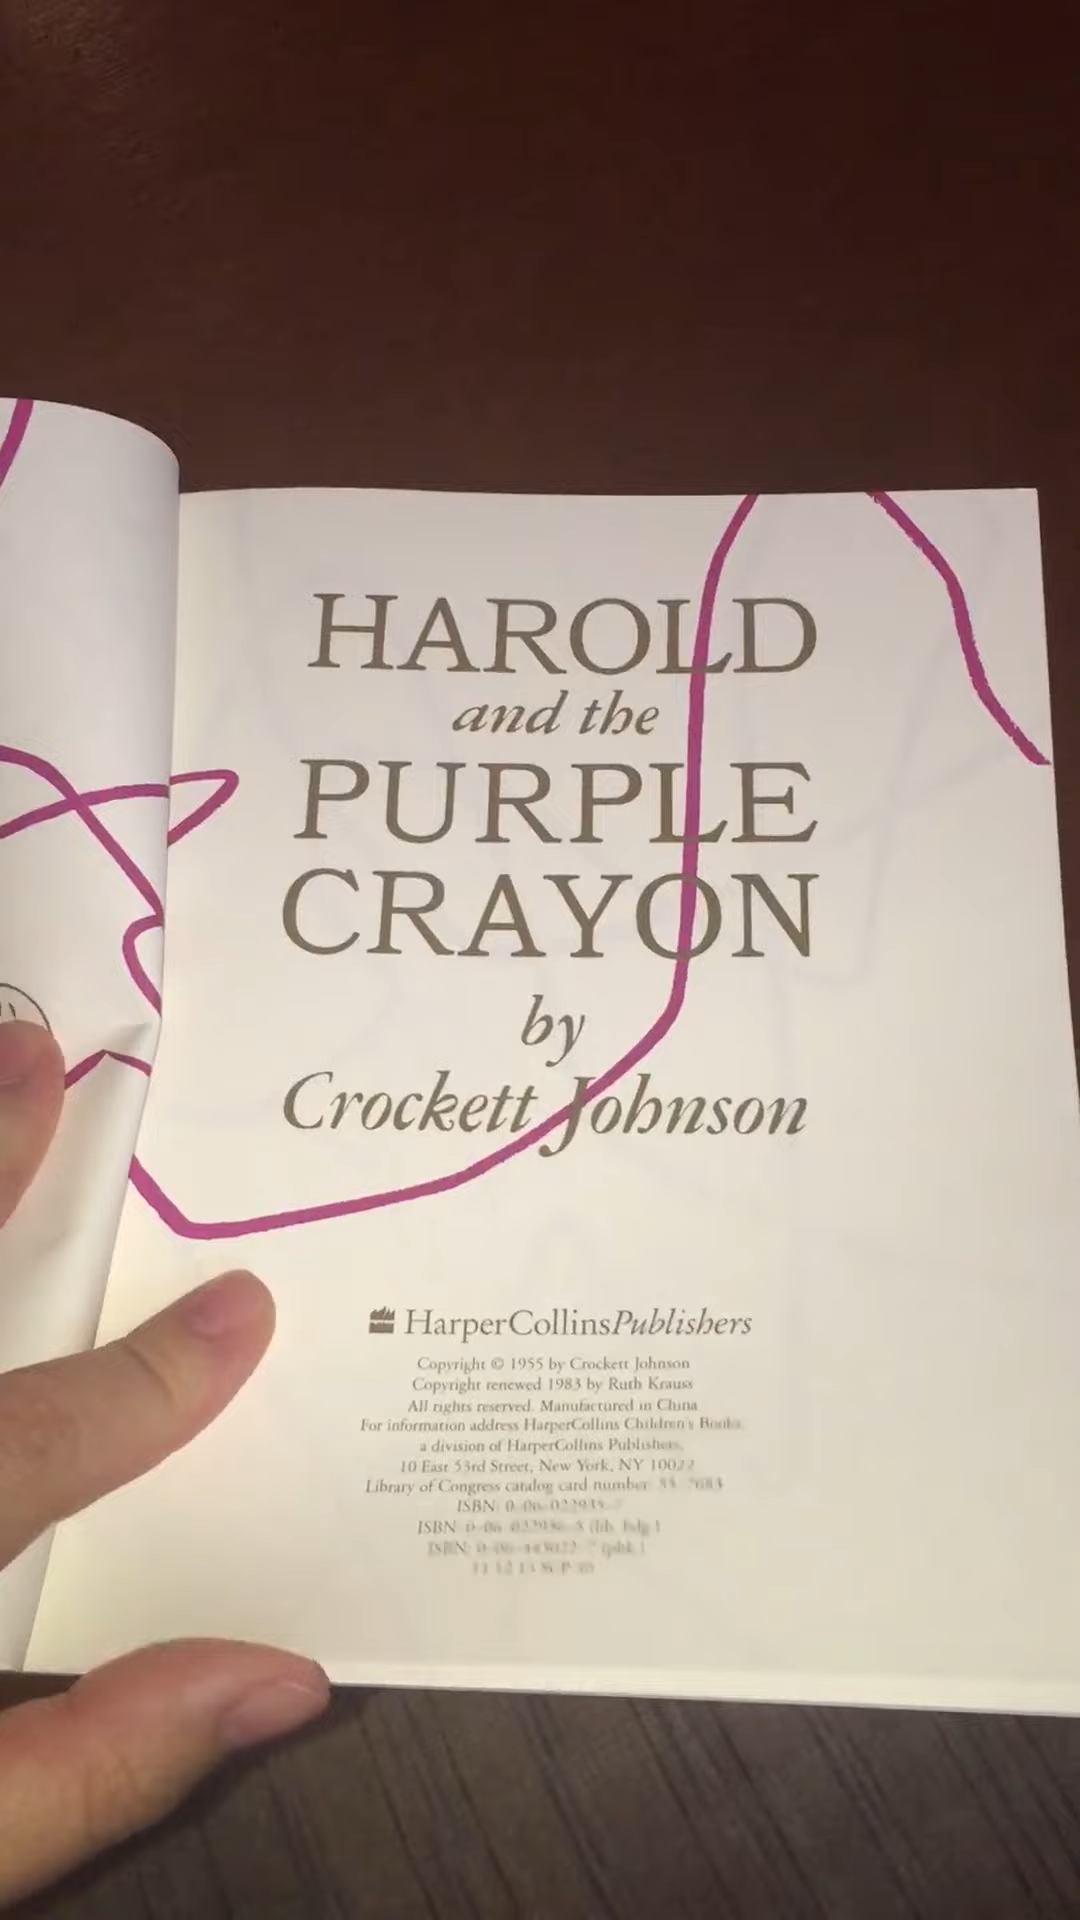 HAROLD
and the
PURPLE
CRAYON
by
Crockett Johnson
HarperCollinsPublishers
Copyright © 1955 by Crockett Johnson
Copyright renewed 1983 by Ruth Krauss
All rights reserved. Manufactured in China
For information address HarperCollins Children's Books,
a division of HarperCollins Publishers,
10 East 53rd Street, New York, NY 10022
Library of Congress catalog card number:
ISBN:
ISBN:
ISBN: